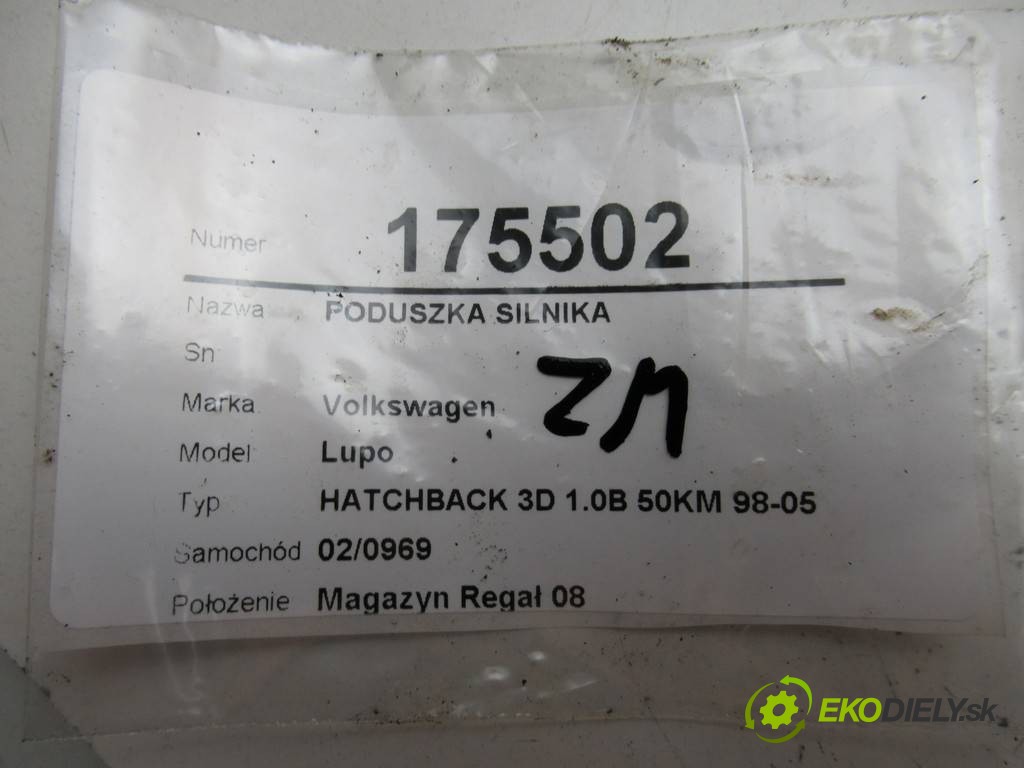 Numer 175502
Nazwa PODUSZKA SILNIKA
Sn
Marka Volkswagen
ZM
Model Lupo
Typ HATCHBACK 3D 1.0B 50KM 98-05
Samochód 02/0969
Położenie Magazyn Regał 08
EKODIELY.sk